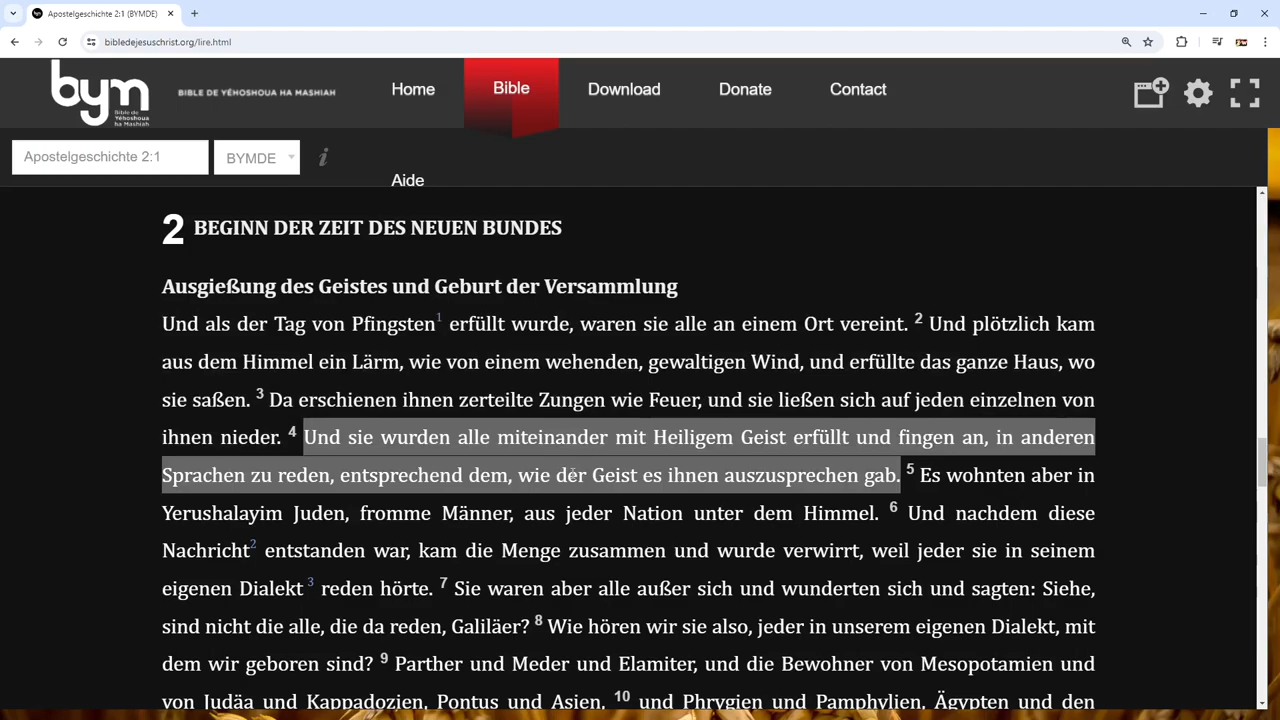 Apostelgeschichte 2:1 (BYMDE)
bibledejesuschrist.org/lire.html
bym
Bible de
Yéhoshoua
ha Mashiah
BIBLE DE YÉHOSHOUA HA MASHIAH
Home Bible Download Donate Contact
Apostelgeschichte 2:1 BYMDE i
Aide
2 BEGINN DER ZEIT DES NEUEN BUNDES
Ausgießung des Geistes und Geburt der Versammlung
Und als der Tag von Pfingsten1 erfüllt wurde, waren sie alle an einem Ort vereint. 2 Und plötzlich kam
aus dem Himmel ein Lärm, wie von einem wehenden, gewaltigen Wind, und erfüllte das ganze Haus, wo
sie saßen. 3 Da erschienen ihnen zerteilte Zungen wie Feuer, und sie ließen sich auf jeden einzelnen von
ihnen nieder. 4 Und sie wurden alle miteinander mit Heiligem Geist erfüllt und fingen an, in anderen
Sprachen zu reden, entsprechend dem, wie der Geist es ihnen auszusprechen gab. 5 Es wohnten aber in
Yerushalayim Juden, fromme Männer, aus jeder Nation unter dem Himmel. 6 Und nachdem diese
Nachricht2 entstanden war, kam die Menge zusammen und wurde verwirrt, weil jeder sie in seinem
eigenen Dialekt 3 reden hörte. 7 Sie waren aber alle außer sich und wunderten sich und sagten: Siehe,
sind nicht die alle, die da reden, Galiläer? 8 Wie hören wir sie also, jeder in unserem eigenen Dialekt, mit
dem wir geboren sind? 9 Parther und Meder und Elamiter, und die Bewohner von Mesopotamien und
von Judäa und Kappadozien, Pontus und Asien, 10 und Phrygien und Pamphylien, Ägypten und den